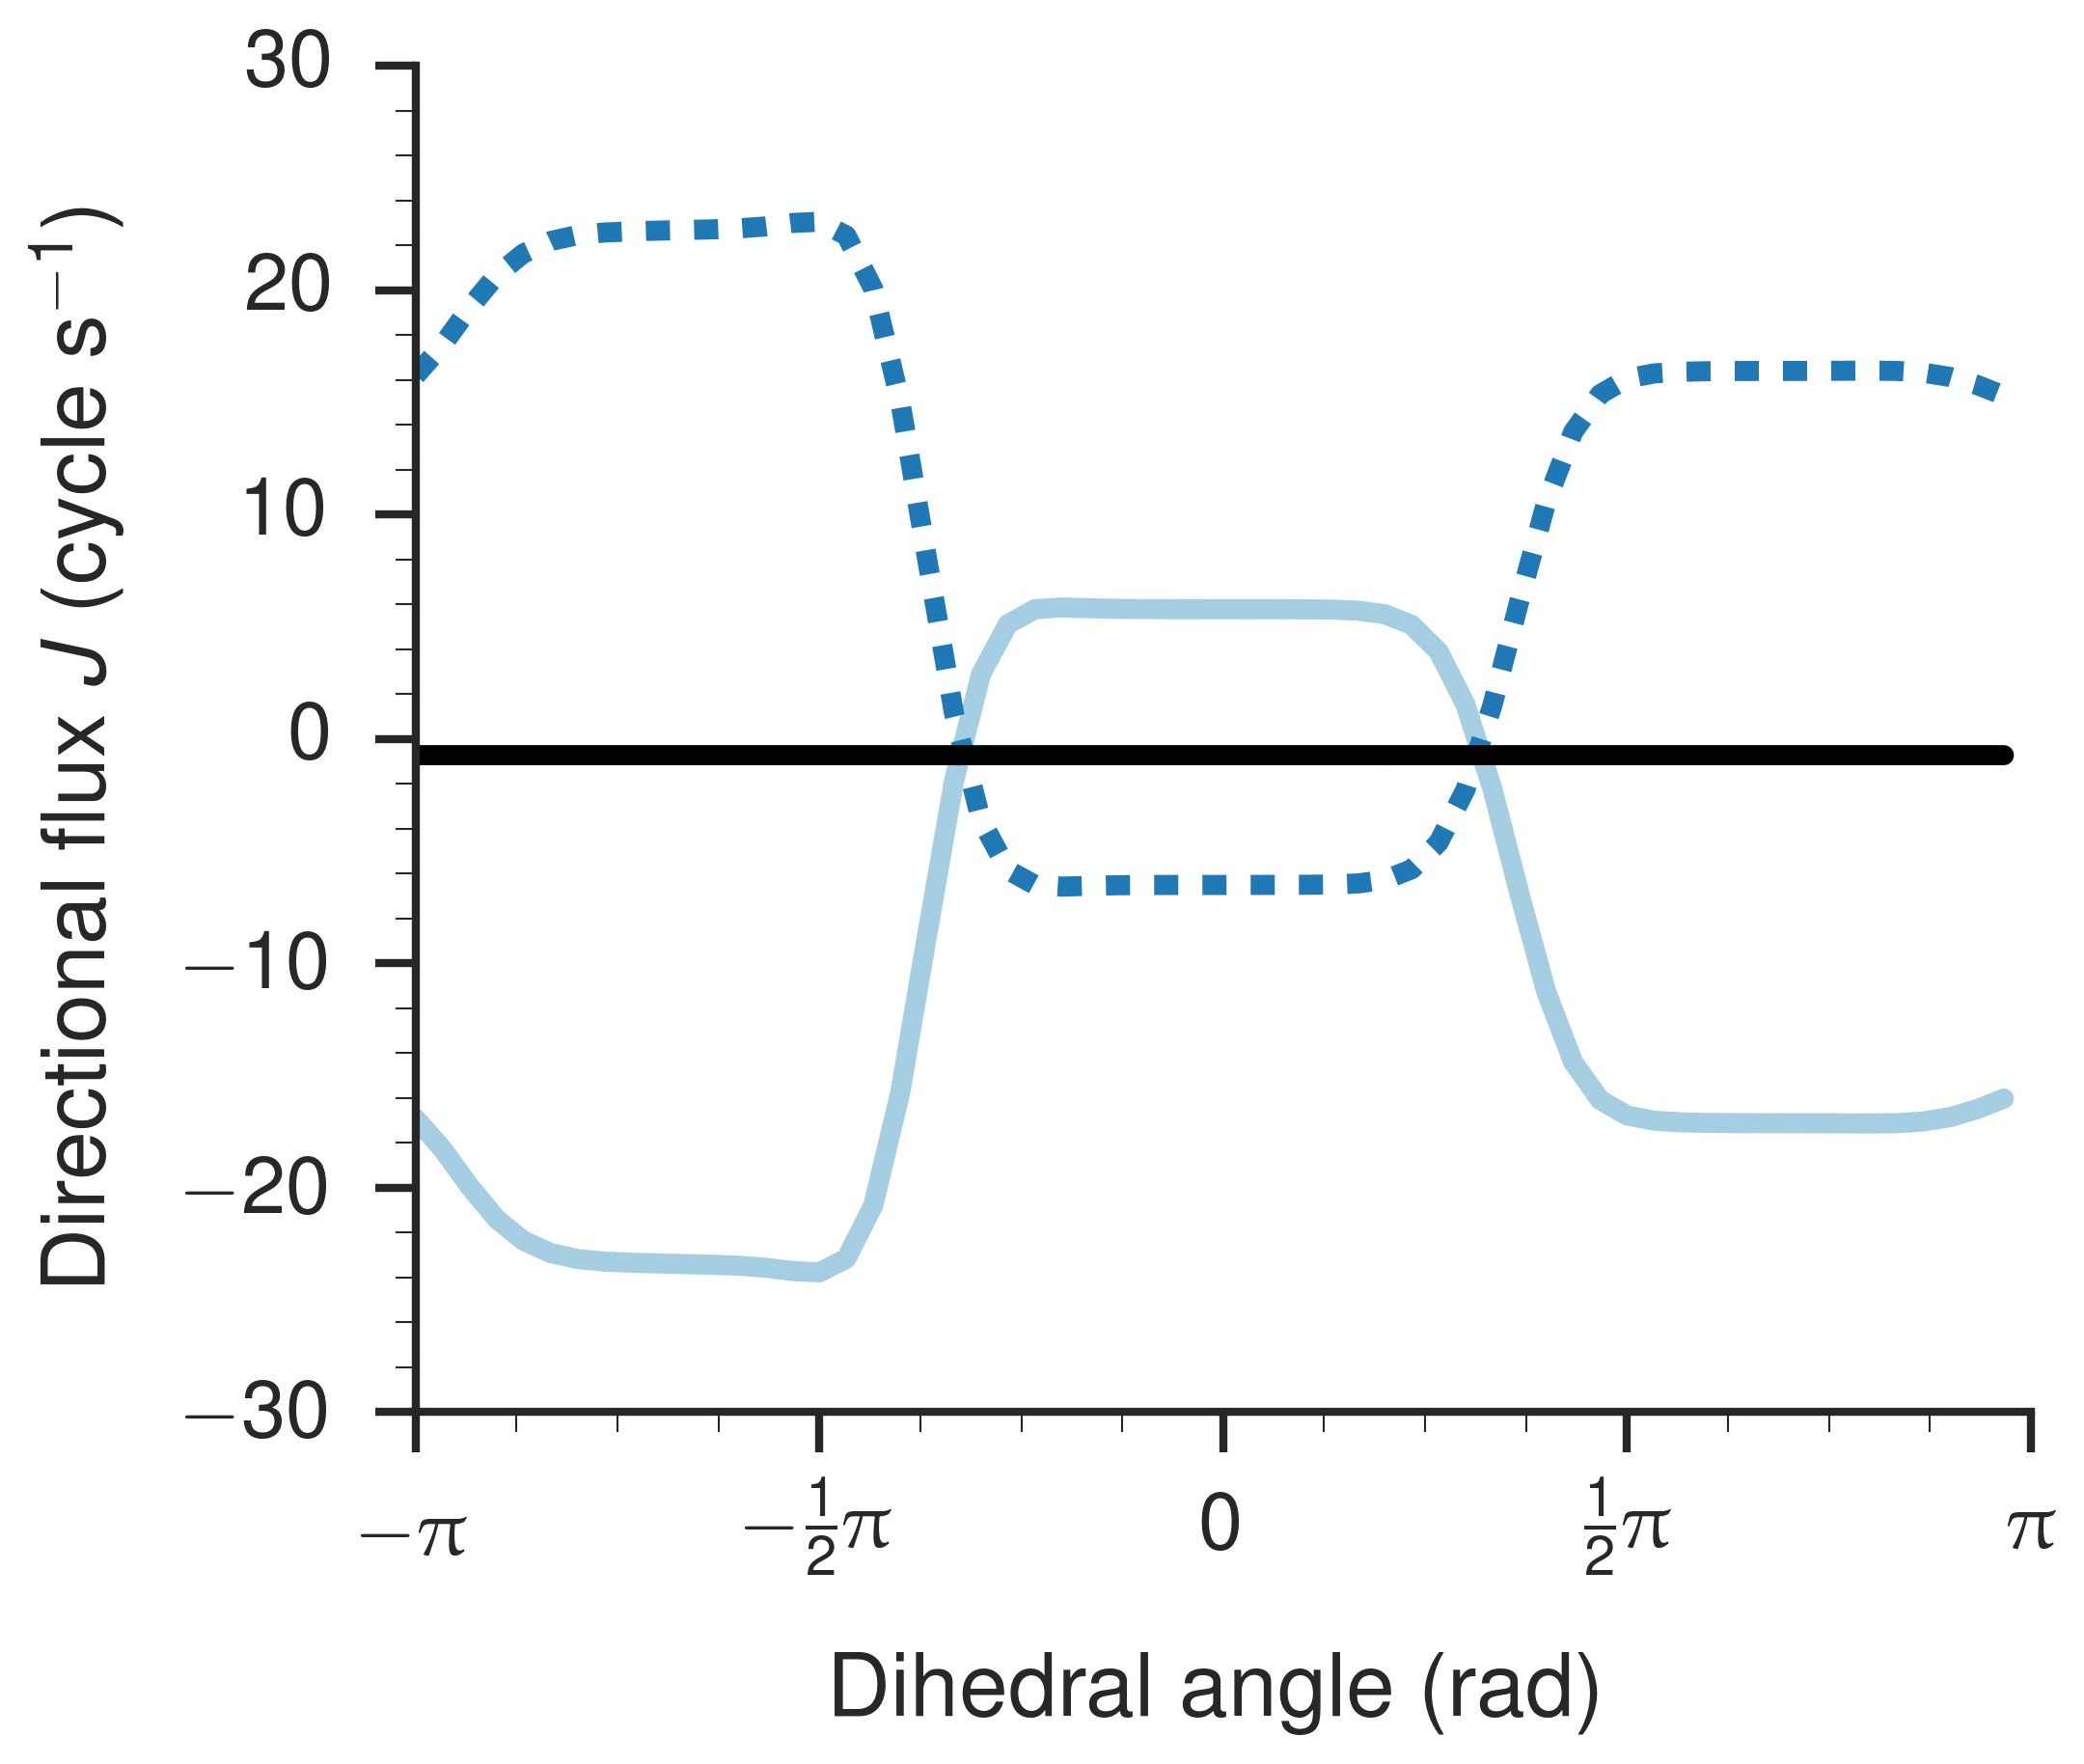 Directional flux J (cycle s⁻¹)
30
20
10
0
−10
−20
−30
−π
−½π
0
½π
π
Dihedral angle (rad)